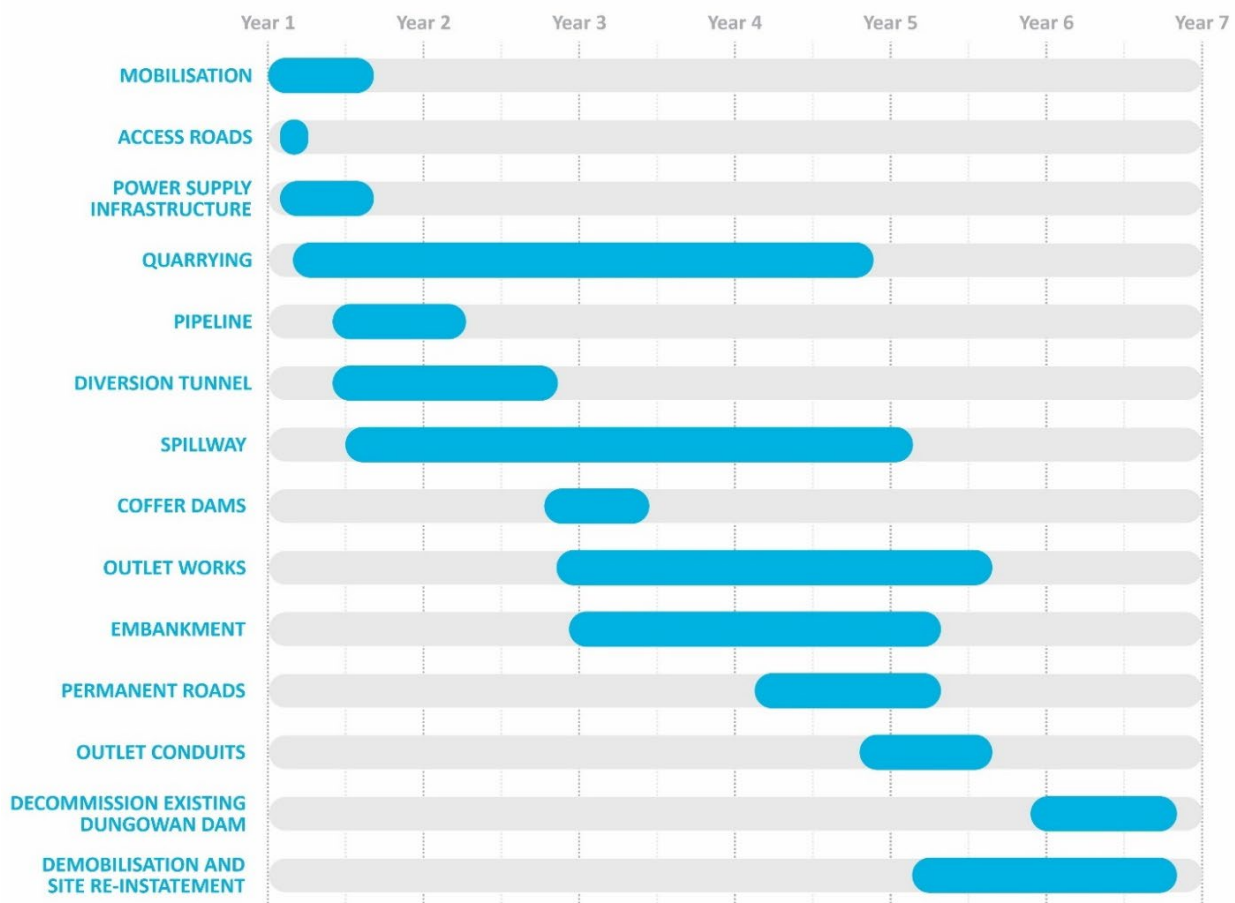 Year 1 Year 2 Year 3 Year 4 Year 5 Year 6 Year 7
MOBILISATION
ACCESS ROADS
POWER SUPPLY
INFRASTRUCTURE
QUARRYING
PIPELINE
DIVERSION TUNNEL
SPILLWAY
COFFER DAMS
OUTLET WORKS
EMBANKMENT
PERMANENT ROADS
OUTLET CONDUITS
DECOMMISSION EXISTING
DUNGOWAN DAM
DEMOBILISATION AND
SITE RE-INSTATEMENT